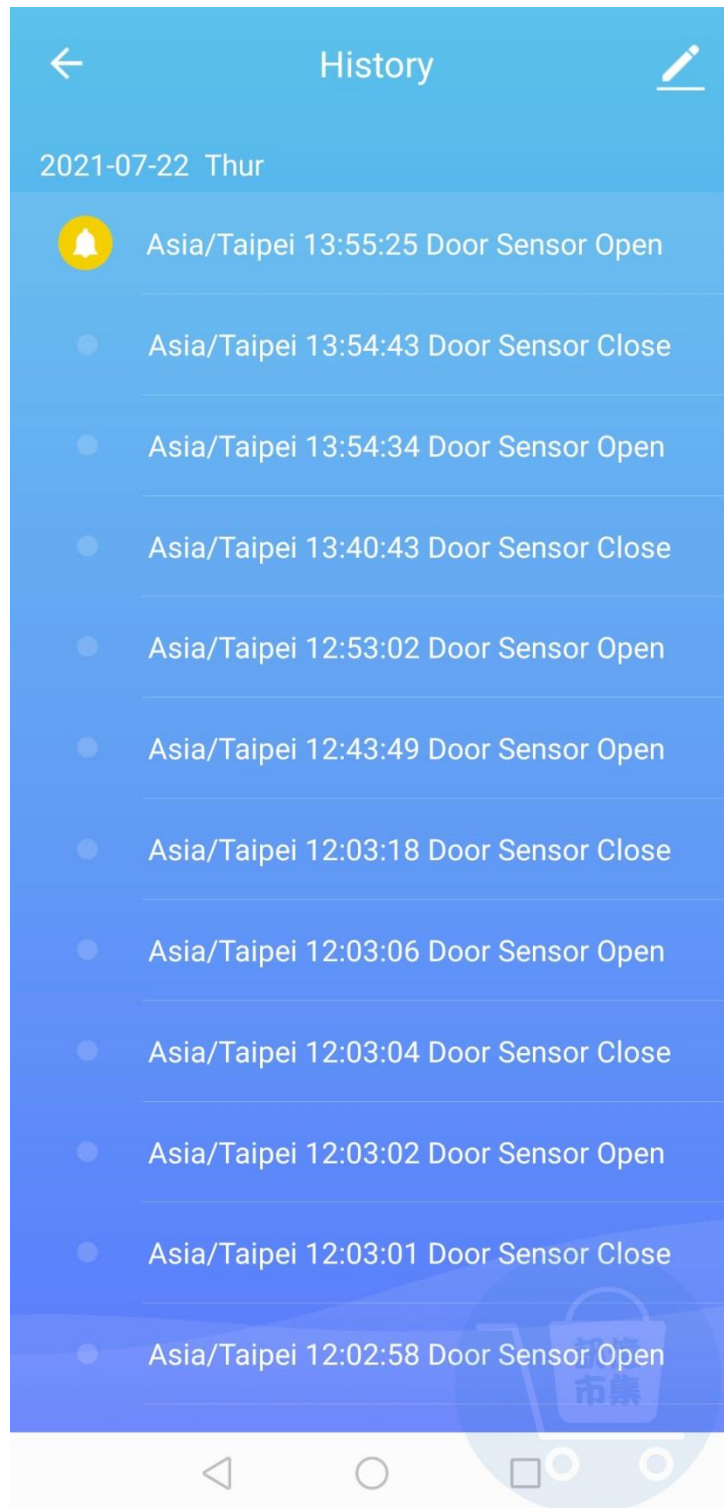 History
2021-07-22 Thur
Asia/Taipei 13:55:25 Door Sensor Open
Asia/Taipei 13:54:43 Door Sensor Close
Asia/Taipei 13:54:34 Door Sensor Open
Asia/Taipei 13:40:43 Door Sensor Close
Asia/Taipei 12:53:02 Door Sensor Open
Asia/Taipei 12:43:49 Door Sensor Open
Asia/Taipei 12:03:18 Door Sensor Close
Asia/Taipei 12:03:06 Door Sensor Open
Asia/Taipei 12:03:04 Door Sensor Close
Asia/Taipei 12:03:02 Door Sensor Open
Asia/Taipei 12:03:01 Door Sensor Close
Asia/Taipei 12:02:58 Door Sensor Open
市集